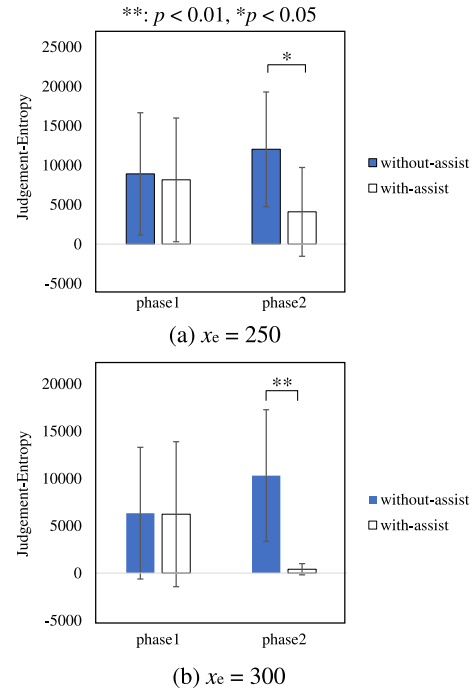 **: p < 0.01, *p < 0.05
25000
20000
15000
10000
5000
0
-5000
Judgement-Entropy
*
without-assist
with-assist
phase1
phase2
(a) xe = 250
20000
15000
10000
5000
0
-5000
Judgement-Entropy
**
without-assist
with-assist
phase1
phase2
(b) xe = 300